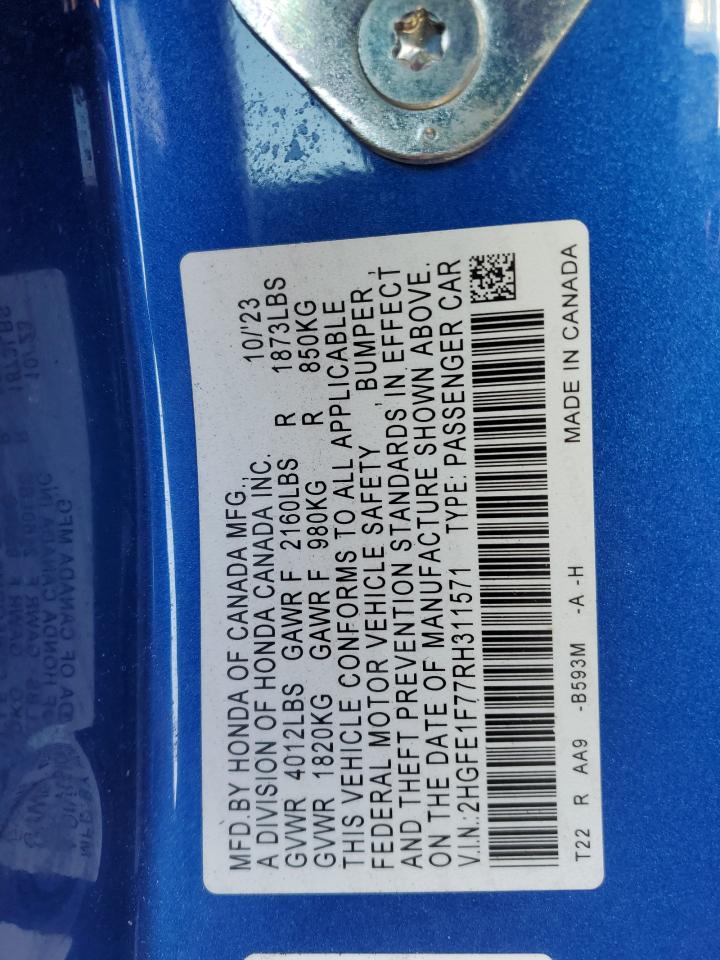 MFD.BY HONDA OF CANADA MFG., 10/'23
A DIVISION OF HONDA CANADA INC.
GVWR 4012LBS GAWR F 2160LBS R 1873LBS
GVWR 1820KG GAWR F 980KG R 850KG
THIS VEHICLE CONFORMS TO ALL APPLICABLE
FEDERAL MOTOR VEHICLE SAFETY , BUMPER ,
AND THEFT PREVENTION STANDARDS IN EFFECT
ON THE DATE OF MANUFACTURE SHOWN ABOVE.
V.I.N.:2HGFE1F77RH311571 TYPE: PASSENGER CAR
T22 R AA9 -B593M -A -H MADE IN CANADA